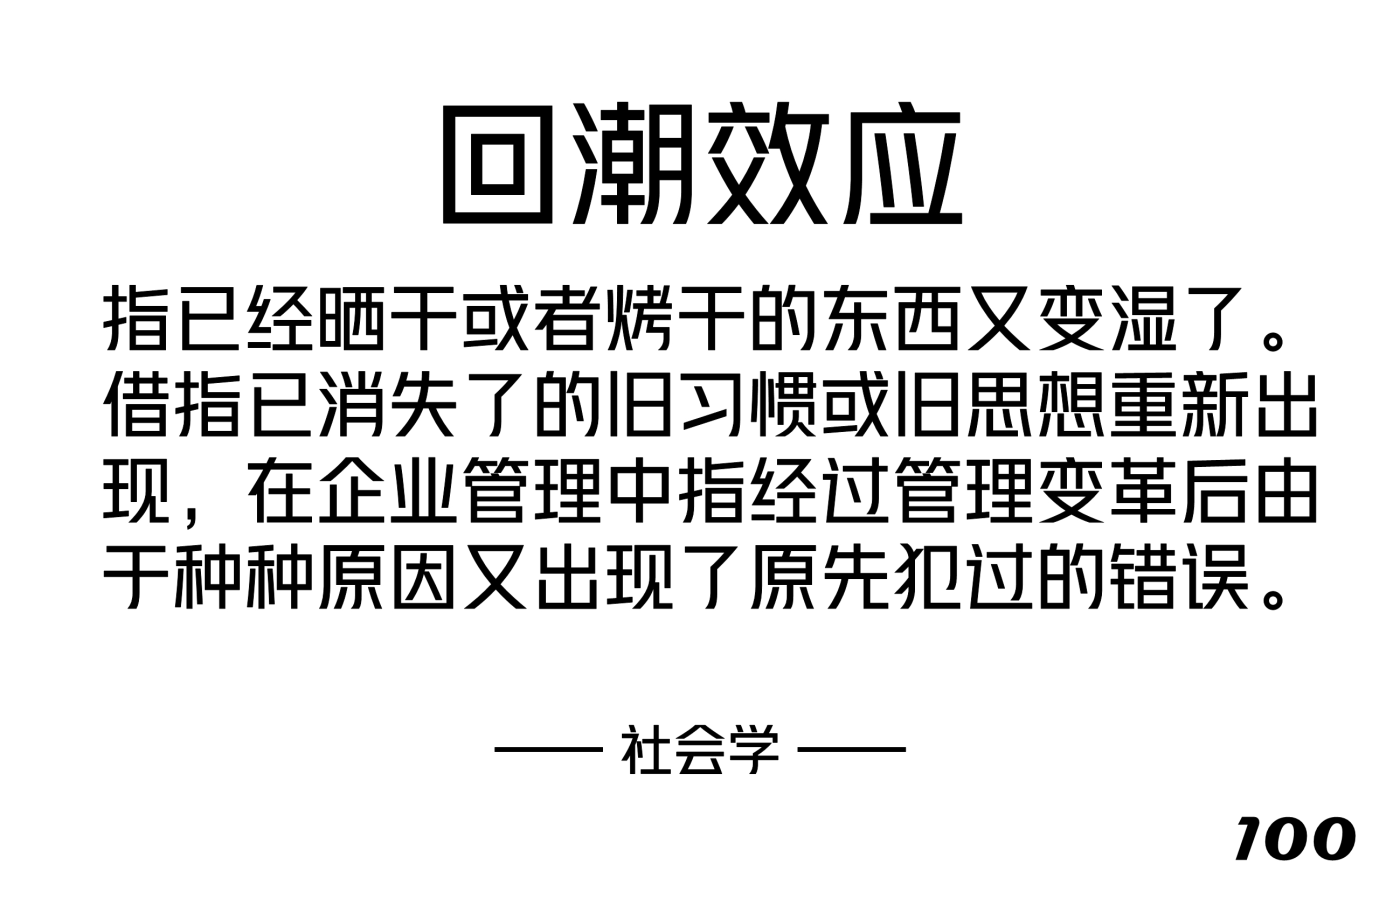 回潮效应
指已经晒干或者烤干的东西又变湿了。
借指已消失了的旧习惯或旧思想重新出
现，在企业管理中指经过管理变革后由
于种种原因又出现了原先犯过的错误。
社会学
100